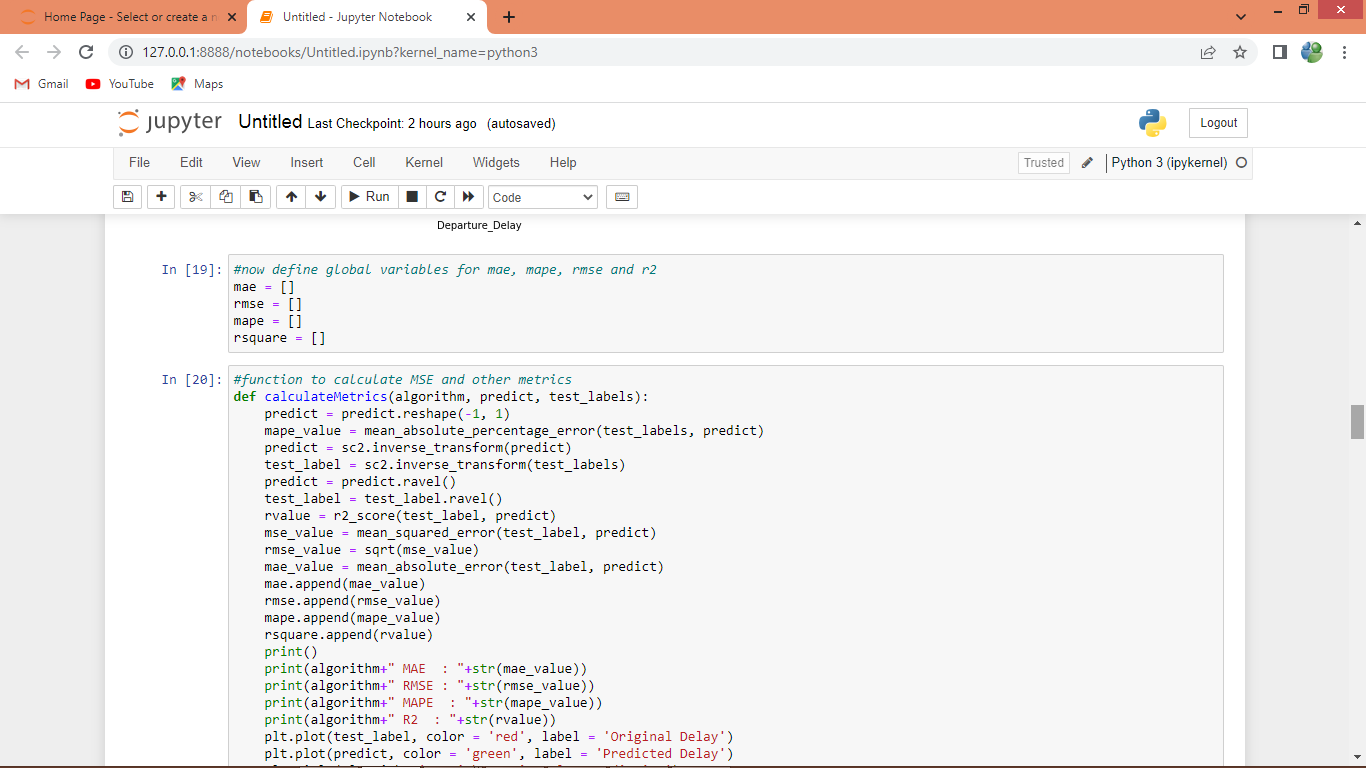 Home Page - Select or create a n
Untitled - Jupyter Notebook
127.0.0.1:8888/notebooks/Untitled.ipynb?kernel_name=python3
Gmail YouTube Maps
jupyter Untitled Last Checkpoint: 2 hours ago (autosaved)
Logout
File Edit View Insert Cell Kernel Widgets Help
Trusted Python 3 (ipykernel)
Run Code
Departure_Delay
In [19]: #now define global variables for mae, mape, rmse and r2
mae = []
rmse = []
mape = []
rsquare = []
In [20]: #function to calculate MSE and other metrics
def calculateMetrics(algorithm, predict, test_labels):
    predict = predict.reshape(-1, 1)
    mape_value = mean_absolute_percentage_error(test_labels, predict)
    predict = sc2.inverse_transform(predict)
    test_label = sc2.inverse_transform(test_labels)
    predict = predict.ravel()
    test_label = test_label.ravel()
    rvalue = r2_score(test_label, predict)
    mse_value = mean_squared_error(test_label, predict)
    rmse_value = sqrt(mse_value)
    mae_value = mean_absolute_error(test_label, predict)
    mae.append(mae_value)
    rmse.append(rmse_value)
    mape.append(mape_value)
    rsquare.append(rvalue)
    print()
    print(algorithm+" MAE  : "+str(mae_value))
    print(algorithm+" RMSE : "+str(rmse_value))
    print(algorithm+" MAPE  : "+str(mape_value))
    print(algorithm+" R2  : "+str(rvalue))
    plt.plot(test_label, color = 'red', label = 'Original Delay')
    plt.plot(predict, color = 'green', label = 'Predicted Delay')